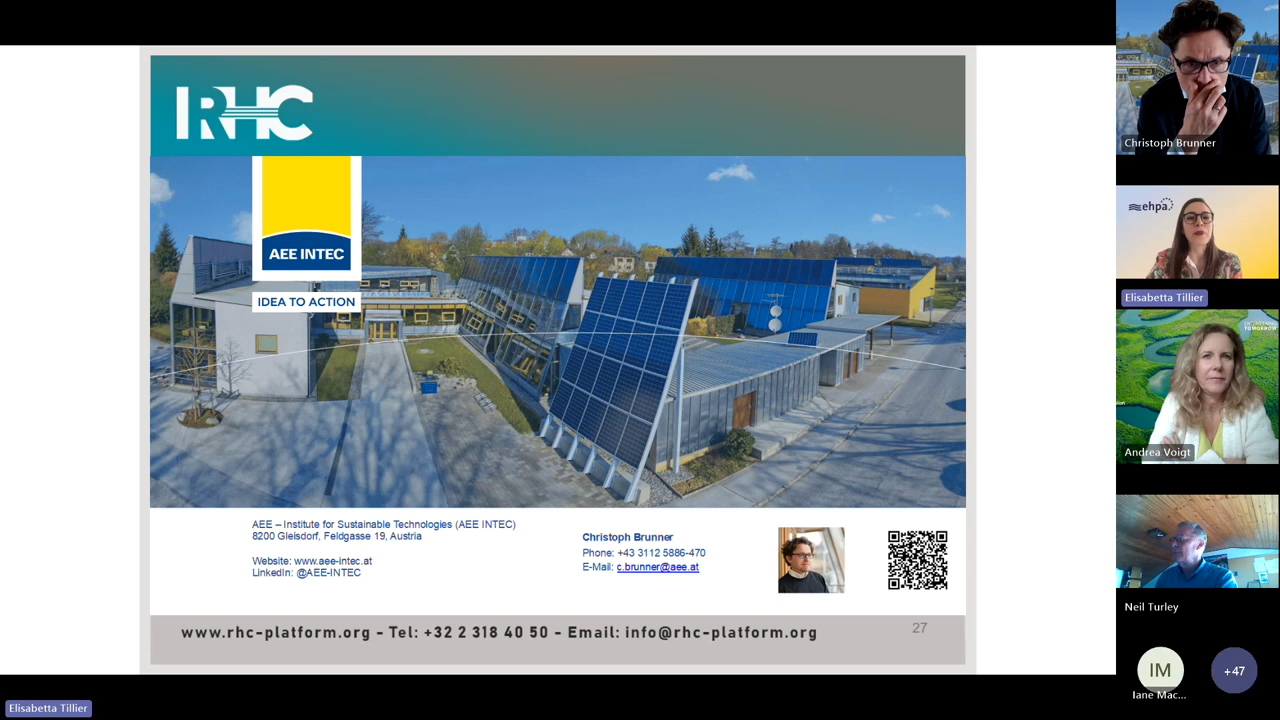 RHC
AEE INTEC
IDEA TO ACTION
AEE – Institute for Sustainable Technologies (AEE INTEC)
8200 Gleisdorf, Feldgasse 19, Austria
Website: www.aee-intec.at
LinkedIn: @AEE-INTEC
Christoph Brunner
Phone: +43 3112 5886-470
E-Mail: c.brunner@aee.at
www.rhc-platform.org - Tel: +32 2 318 40 50 - Email: info@rhc-platform.org
27
Christoph Brunner
ehpa
Elisabetta Tillier
TOMORROW
Andrea Voigt
Neil Turley
IM
Iane Mac...
+47
Elisabetta Tillier